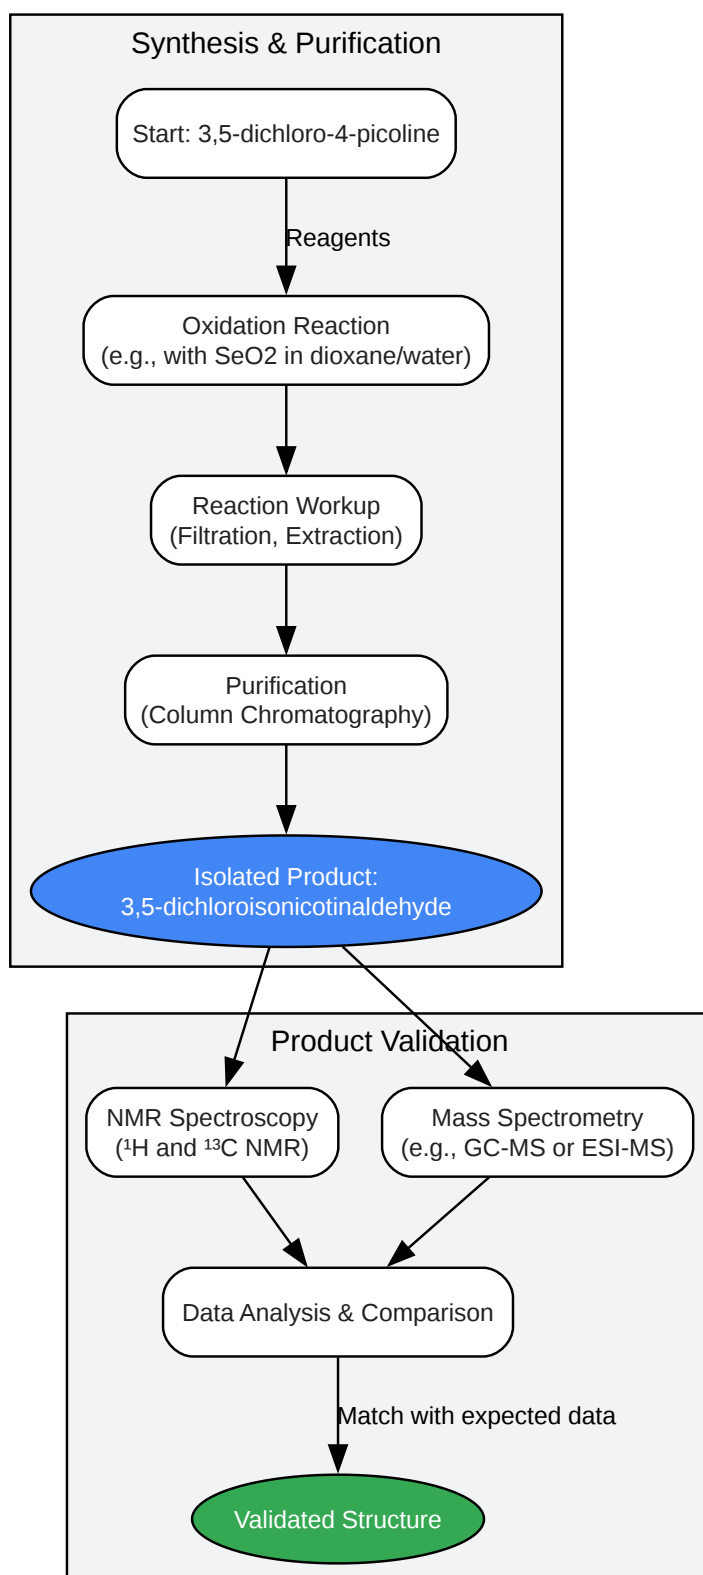 Synthesis & Purification
Start: 3,5-dichloro-4-picoline
Reagents
Oxidation Reaction
(e.g., with SeO2 in dioxane/water)
Reaction Workup
(Filtration, Extraction)
Purification
(Column Chromatography)
Isolated Product:
3,5-dichloroisonicotinaldehyde
Product Validation
NMR Spectroscopy
(¹H and ¹³C NMR)
Mass Spectrometry
(e.g., GC-MS or ESI-MS)
Data Analysis & Comparison
Match with expected data
Validated Structure